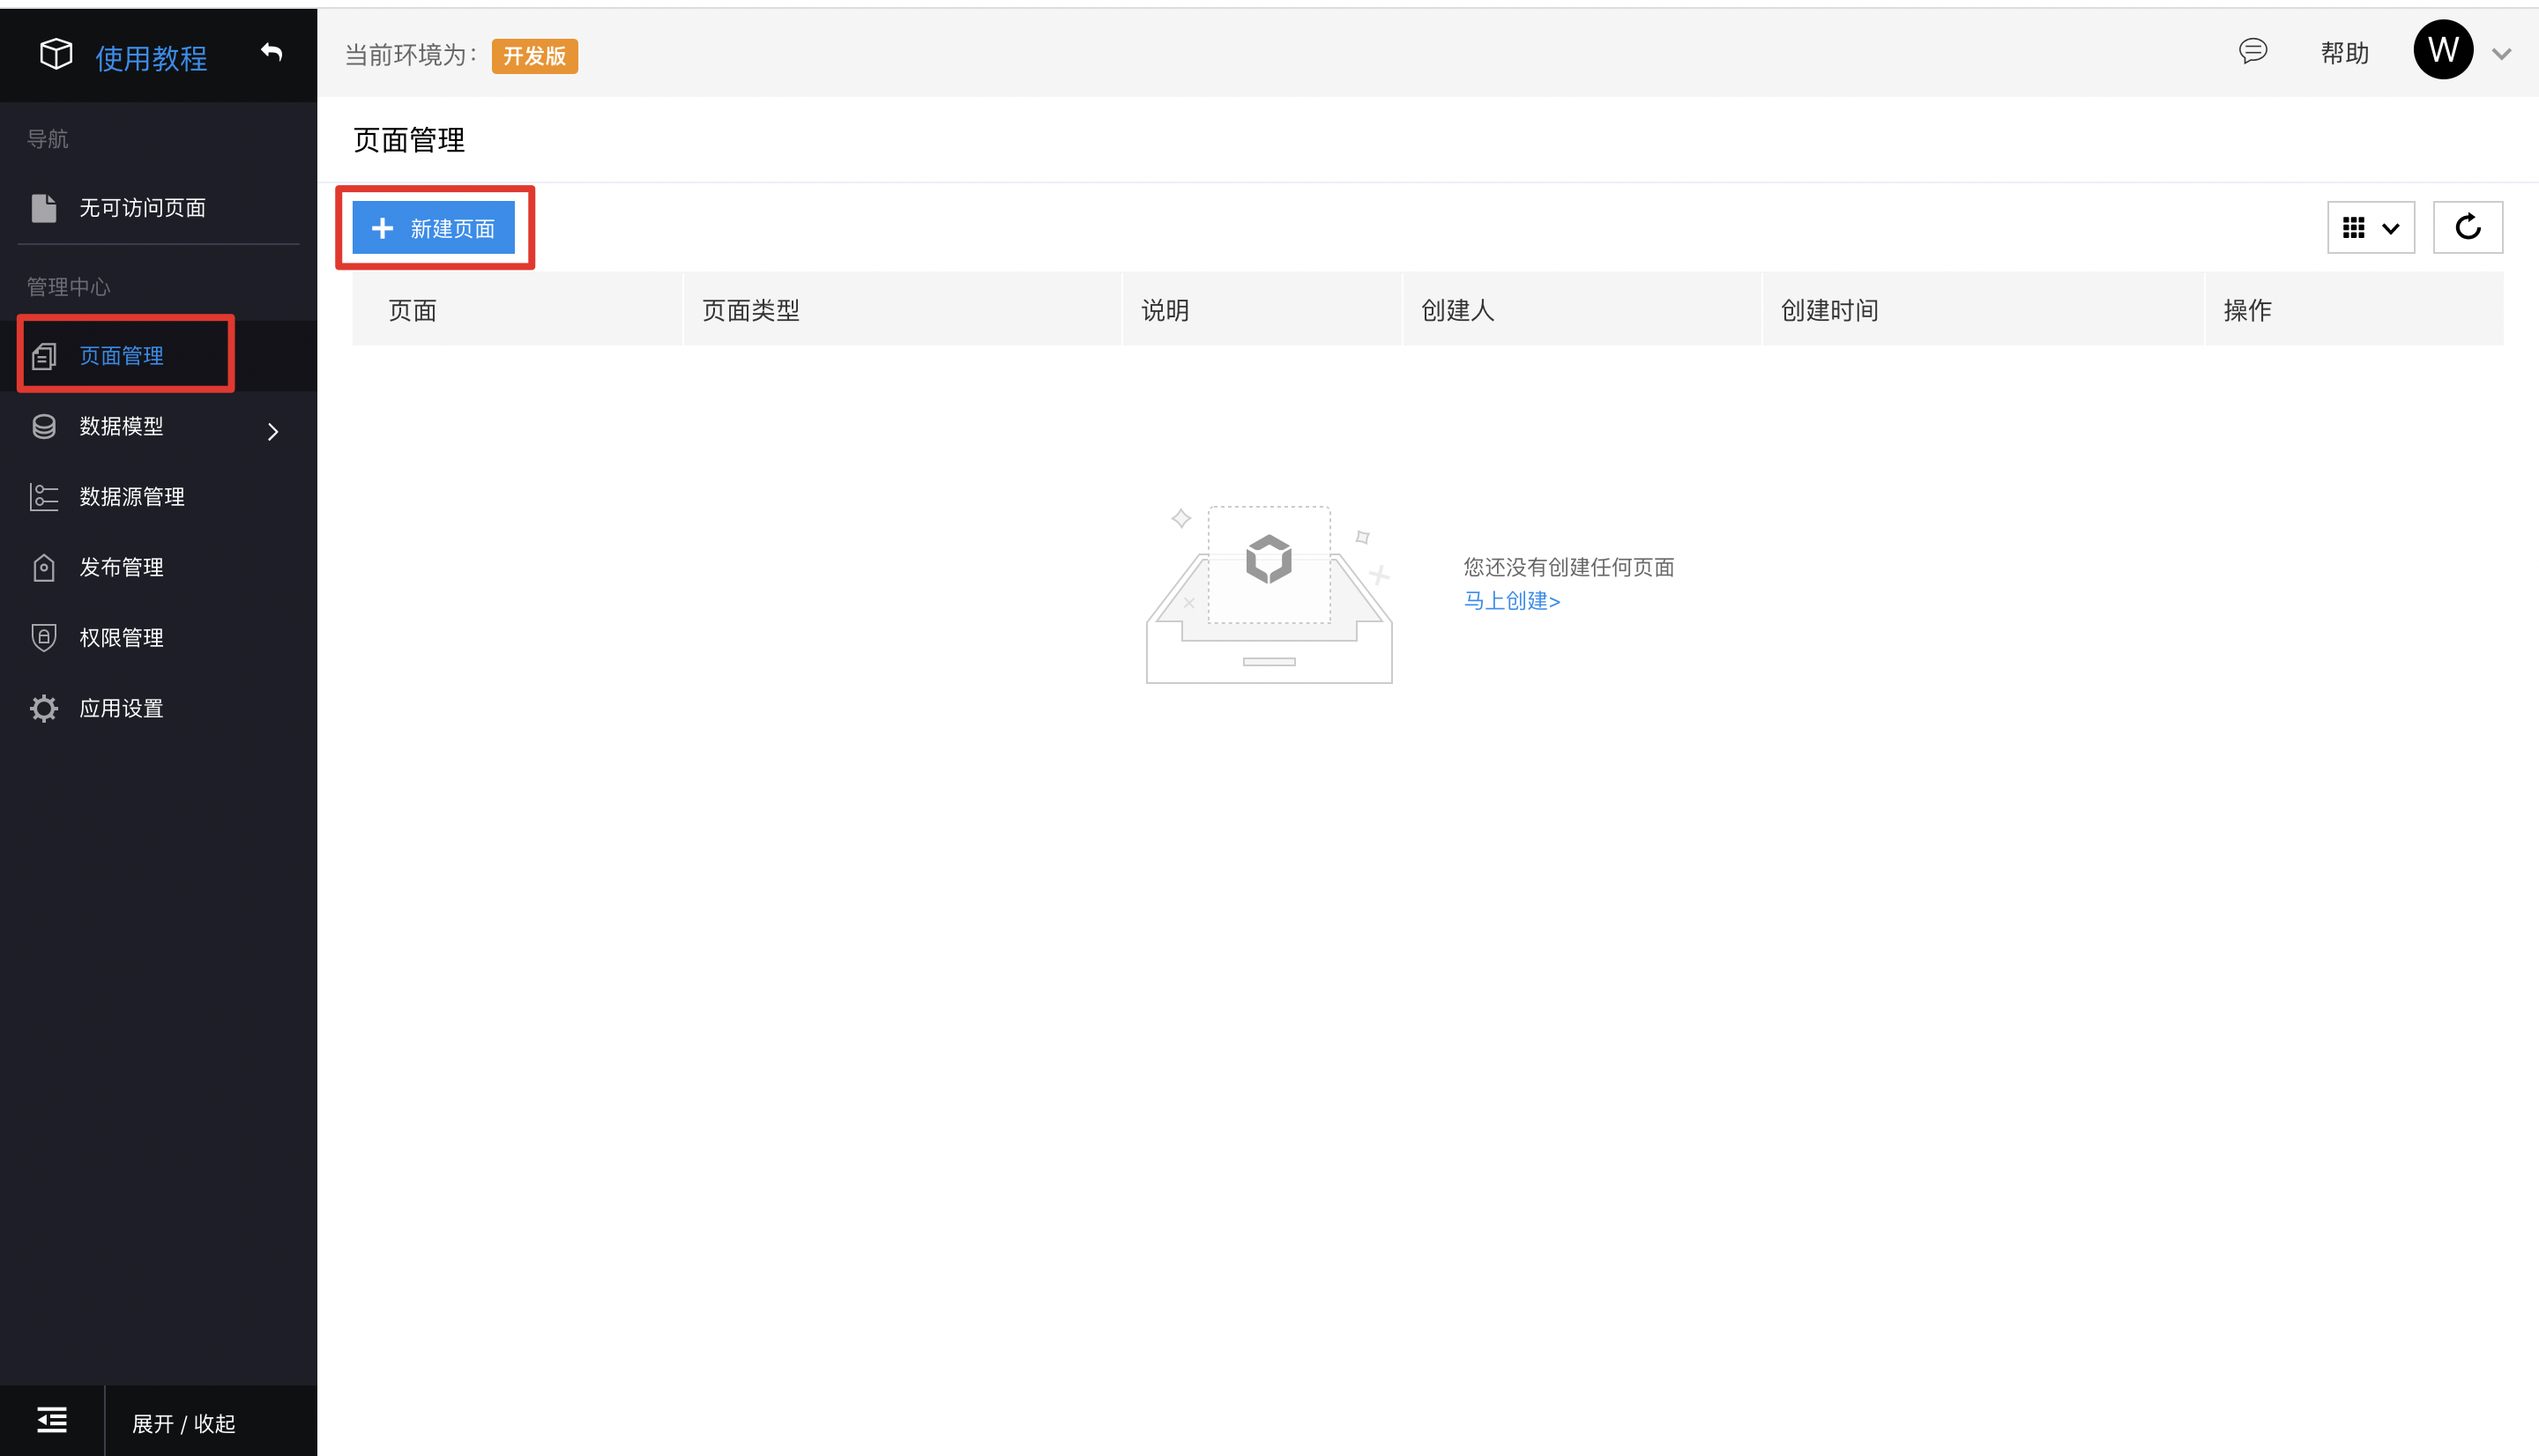 使用教程
当前环境为：
开发版
帮助
W
导航
无可访问页面
管理中心
页面管理
数据模型
数据源管理
发布管理
权限管理
应用设置
展开 / 收起
页面管理
新建页面
页面
页面类型
说明
创建人
创建时间
操作
您还没有创建任何页面
马上创建>